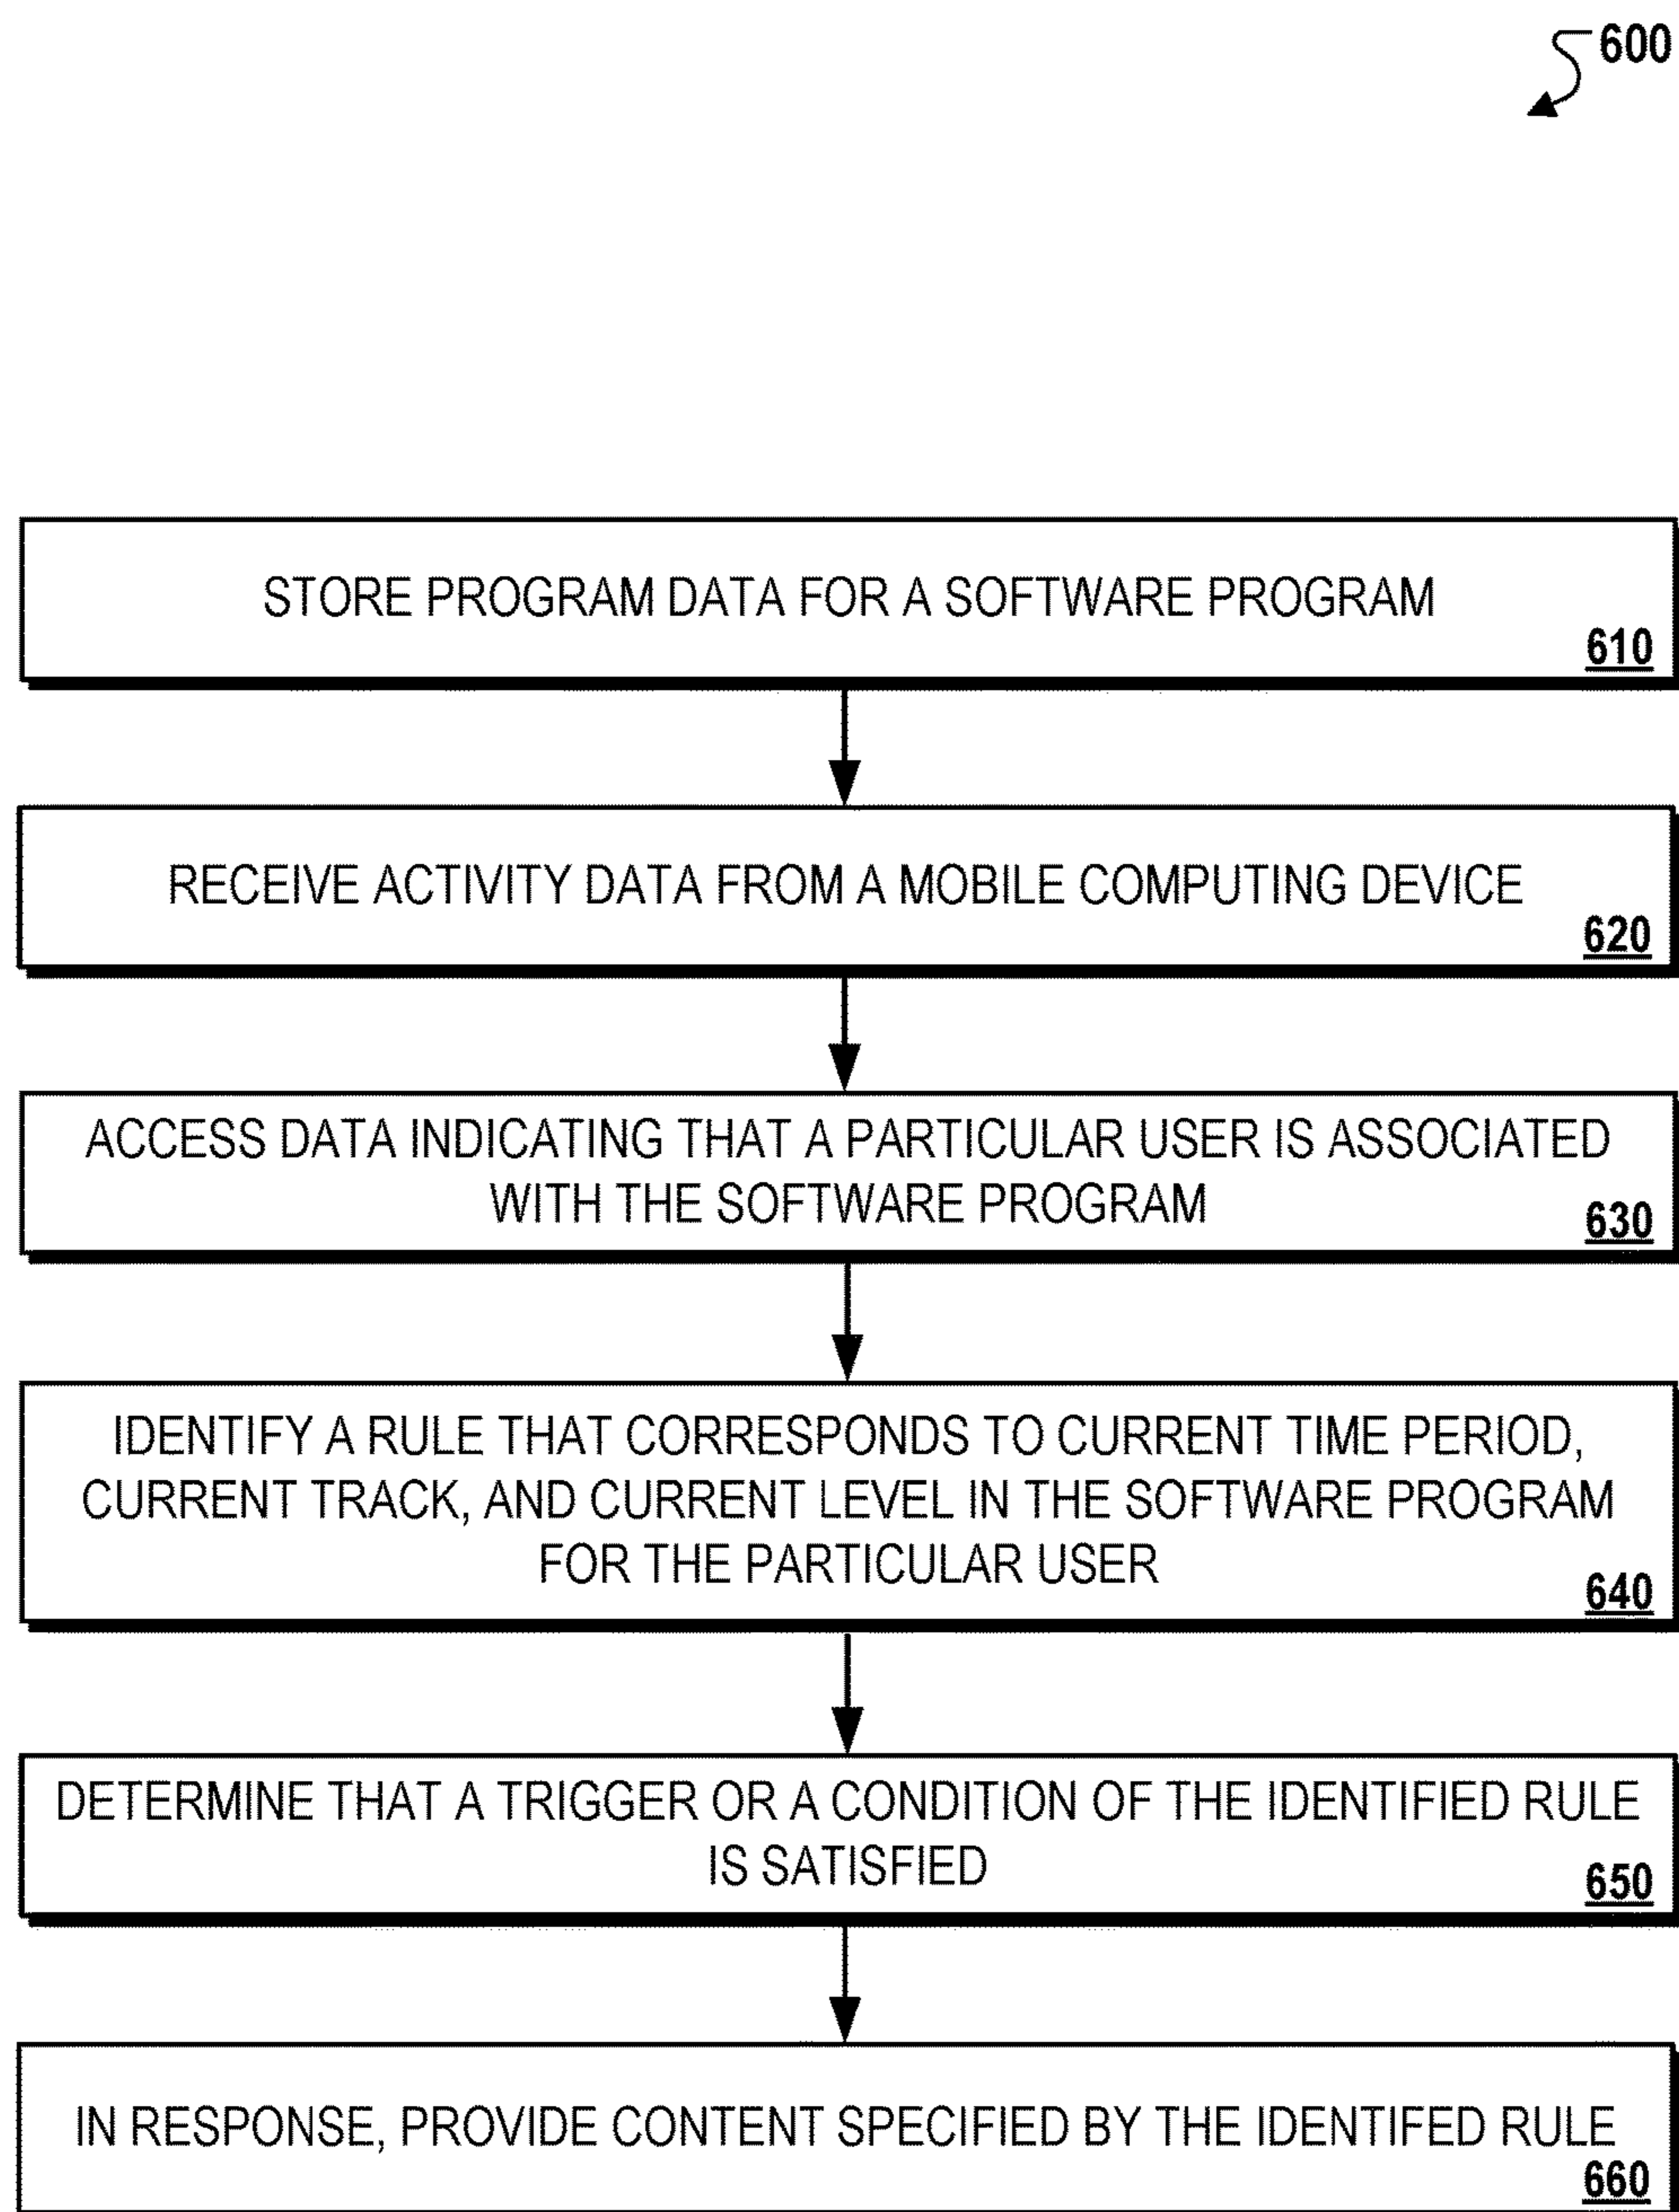 600
STORE PROGRAM DATA FOR A SOFTWARE PROGRAM
610
RECEIVE ACTIVITY DATA FROM A MOBILE COMPUTING DEVICE
620
ACCESS DATA INDICATING THAT A PARTICULAR USER IS ASSOCIATED
WITH THE SOFTWARE PROGRAM
630
IDENTIFY A RULE THAT CORRESPONDS TO CURRENT TIME PERIOD,
CURRENT TRACK, AND CURRENT LEVEL IN THE SOFTWARE PROGRAM
FOR THE PARTICULAR USER
640
DETERMINE THAT A TRIGGER OR A CONDITION OF THE IDENTIFIED RULE
IS SATISFIED
650
IN RESPONSE, PROVIDE CONTENT SPECIFIED BY THE IDENTIFED RULE
660